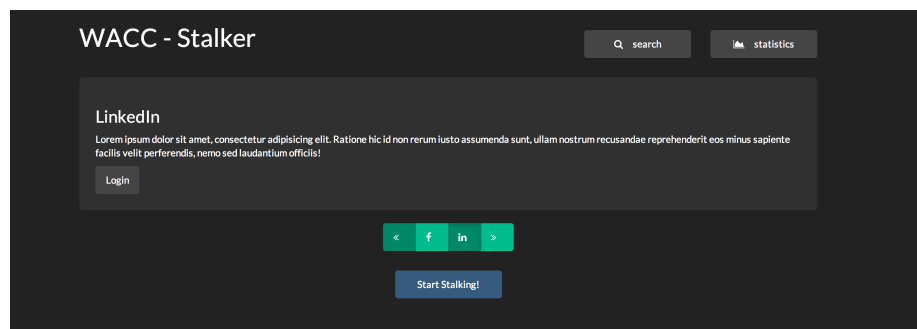 WACC - Stalker
search
statistics
LinkedIn
Lorem ipsum dolor sit amet, consectetur adipisicing elit. Ratione hic id non rerum iusto assumenda sunt, ullam nostrum recusandae reprehenderit eos minus sapiente
facilis velit perferendis, nemo sed laudantium officiis!
Login
« f in »
Start Stalking!